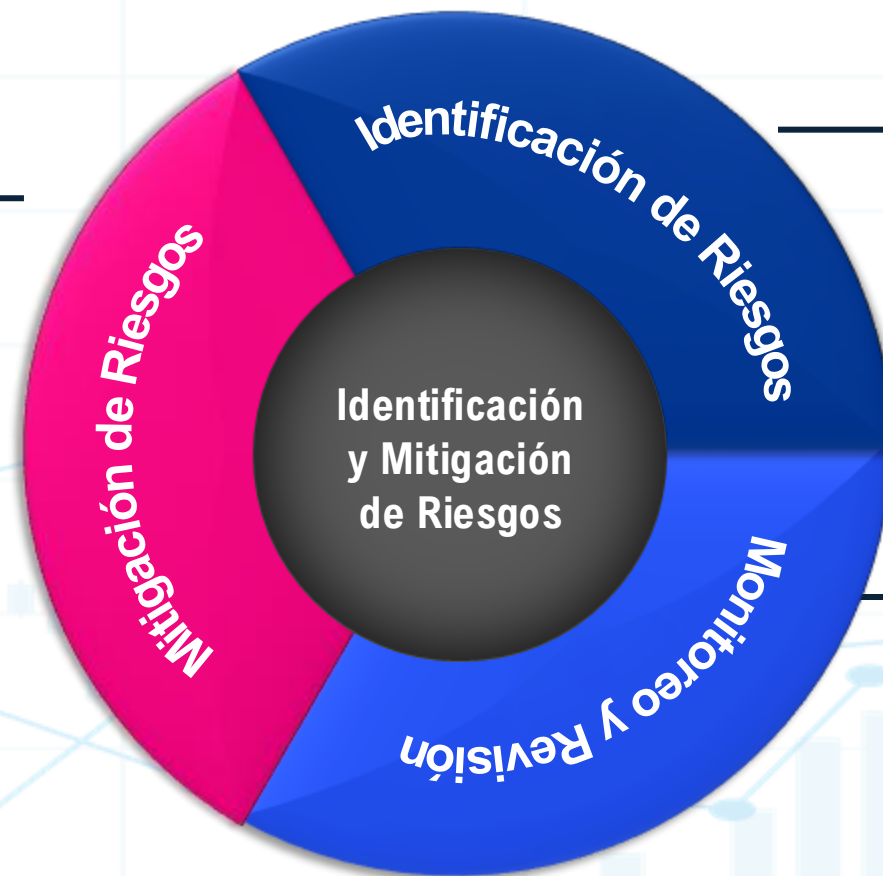 Identificación de Riesgos
Mitigación de Riesgos
Identificación
y Mitigación
de Riesgos
Monitoreo y Revisión